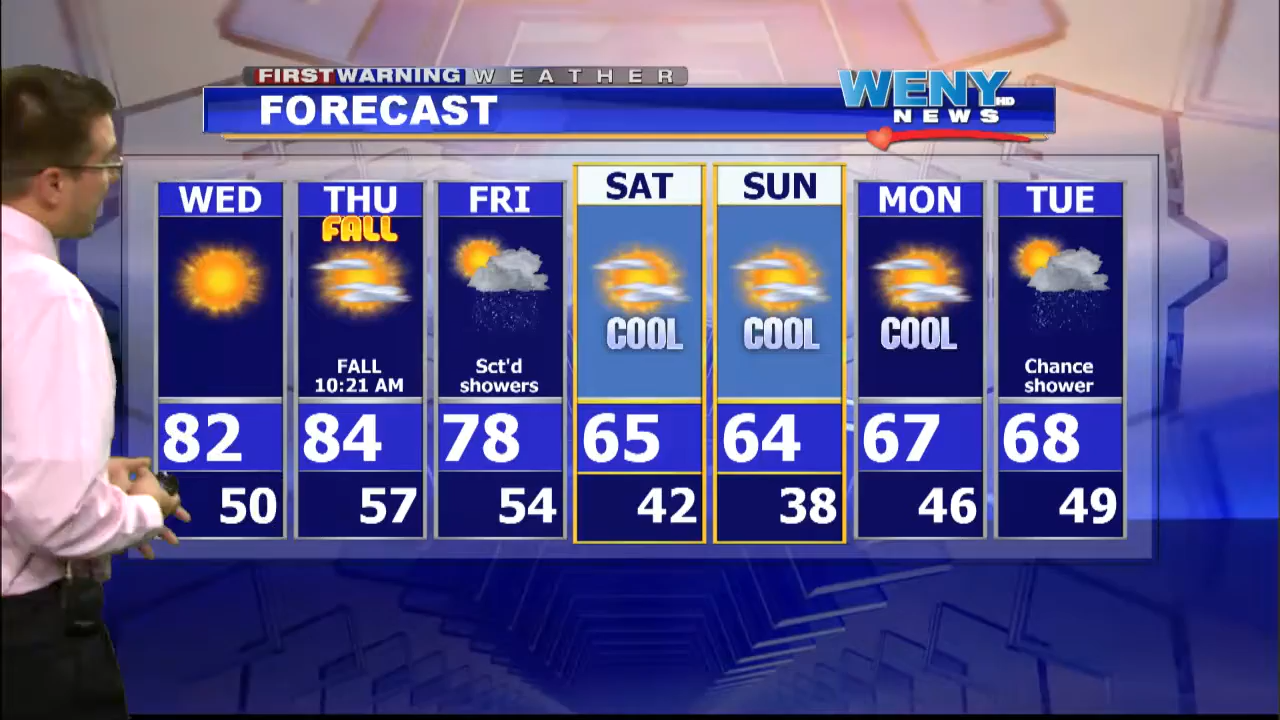 FIRSTWARNING WEATHER
FORECAST
WENY HD
NEWS
WED
82
50
THU
FALL
FALL
10:21 AM
84
57
FRI
Sct'd
showers
78
54
SAT
COOL
65
42
SUN
COOL
64
38
MON
COOL
67
46
TUE
Chance
shower
68
49